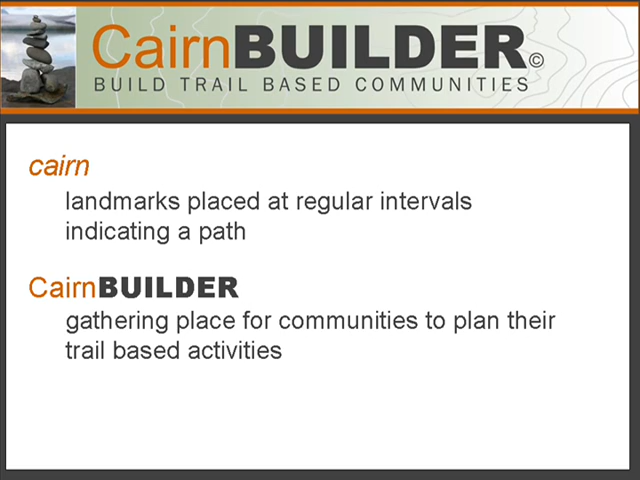 CairnBUILDER©
BUILD TRAIL BASED COMMUNITIES
cairn
landmarks placed at regular intervals
indicating a path
CairnBUILDER
gathering place for communities to plan their
trail based activities